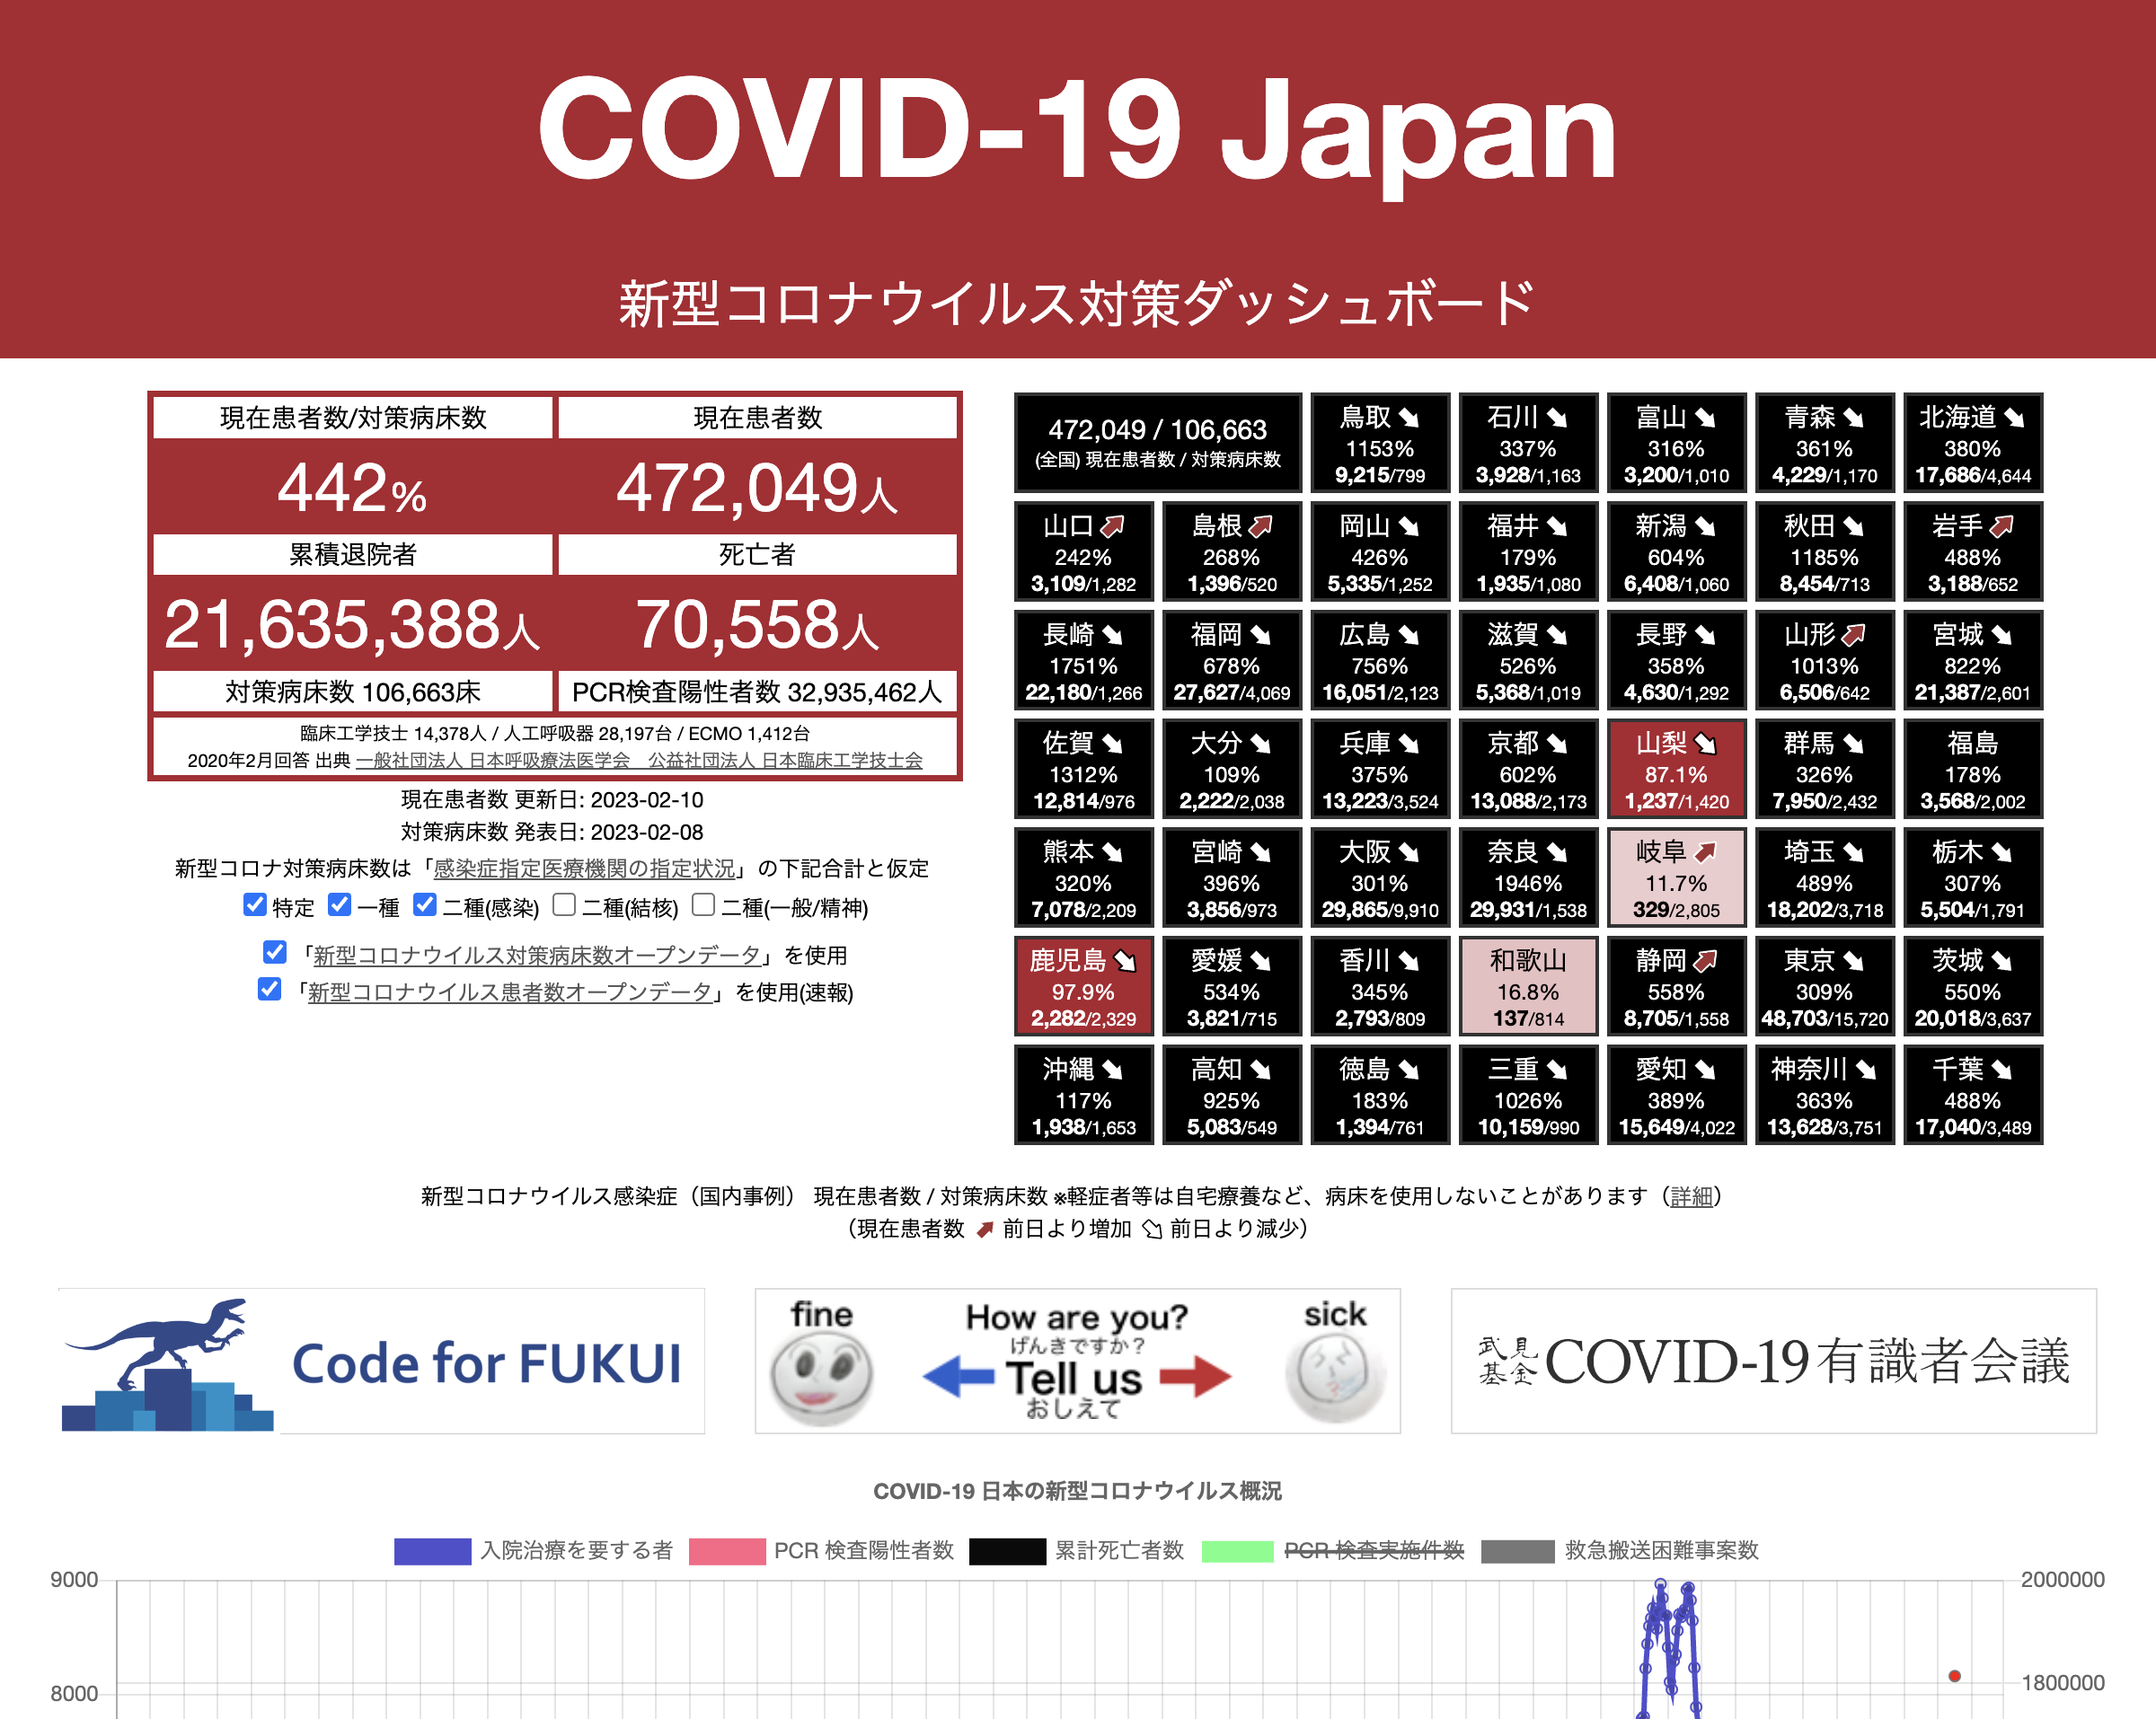 COVID-19 Japan
新型コロナウイルス対策ダッシュボード
現在患者数/対策病床数
現在患者数
442%
472,049人
累積退院者
死亡者
21,635,388人
70,558人
対策病床数 106,663床
PCR検査陽性者数 32,935,462人
臨床工学技士 14,378人 / 人工呼吸器 28,197台 / ECMO 1,412台
2020年2月回答 出典 一般社団法人 日本呼吸療法医学会　公益社団法人 日本臨床工学技士会
現在患者数 更新日: 2023-02-10
対策病床数 発表日: 2023-02-08
新型コロナ対策病床数は「感染症指定医療機関の指定状況」の下記合計と仮定
特定 一種 二種(感染) 二種(結核) 二種(一般/精神)
「新型コロナウイルス対策病床数オープンデータ」を使用
「新型コロナウイルス患者数オープンデータ」を使用(速報)
472,049 / 106,663
(全国) 現在患者数 / 対策病床数
鳥取
1153%
9,215/799
石川
337%
3,928/1,163
富山
316%
3,200/1,010
青森
361%
4,229/1,170
北海道
380%
17,686/4,644
山口
242%
3,109/1,282
島根
268%
1,396/520
岡山
426%
5,335/1,252
福井
179%
1,935/1,080
新潟
604%
6,408/1,060
秋田
1185%
8,454/713
岩手
488%
3,188/652
長崎
1751%
22,180/1,266
福岡
678%
27,627/4,069
広島
756%
16,051/2,123
滋賀
526%
5,368/1,019
長野
358%
4,630/1,292
山形
1013%
6,506/642
宮城
822%
21,387/2,601
佐賀
1312%
12,814/976
大分
109%
2,222/2,038
兵庫
375%
13,223/3,524
京都
602%
13,088/2,173
山梨
87.1%
1,237/1,420
群馬
326%
7,950/2,432
福島
178%
3,568/2,002
熊本
320%
7,078/2,209
宮崎
396%
3,856/973
大阪
301%
29,865/9,910
奈良
1946%
29,931/1,538
岐阜
11.7%
329/2,805
埼玉
489%
18,202/3,718
栃木
307%
5,504/1,791
鹿児島
97.9%
2,282/2,329
愛媛
534%
3,821/715
香川
345%
2,793/809
和歌山
16.8%
137/814
静岡
558%
8,705/1,558
東京
309%
48,703/15,720
茨城
550%
20,018/3,637
沖縄
117%
1,938/1,653
高知
925%
5,083/549
徳島
183%
1,394/761
三重
1026%
10,159/990
愛知
389%
15,649/4,022
神奈川
363%
13,628/3,751
千葉
488%
17,040/3,489
新型コロナウイルス感染症（国内事例） 現在患者数 / 対策病床数 ※軽症者等は自宅療養など、病床を使用しないことがあります（詳細）
（現在患者数 前日より増加 前日より減少）
Code for FUKUI
fine
How are you?
げんきですか？
Tell us
おしえて
sick
武見基金 COVID-19有識者会議
COVID-19 日本の新型コロナウイルス概況
入院治療を要する者 PCR 検査陽性者数 累計死亡者数 PCR 検査実施件数 救急搬送困難事案数
9000
2000000
8000
1800000